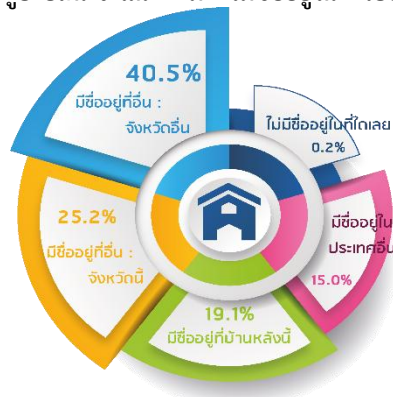 40.5%
มีชื่ออยู่ที่อื่น :
จังหวัดอื่น
ไม่มีชื่ออยู่ในที่ใดเลย
0.2%
25.2%
มีชื่ออยู่ที่อื่น :
จังหวัดนี้
มีชื่ออยู่ใน
ประเทศอื่น
15.0%
19.1%
มีชื่ออยู่ที่บ้านหลังนี้